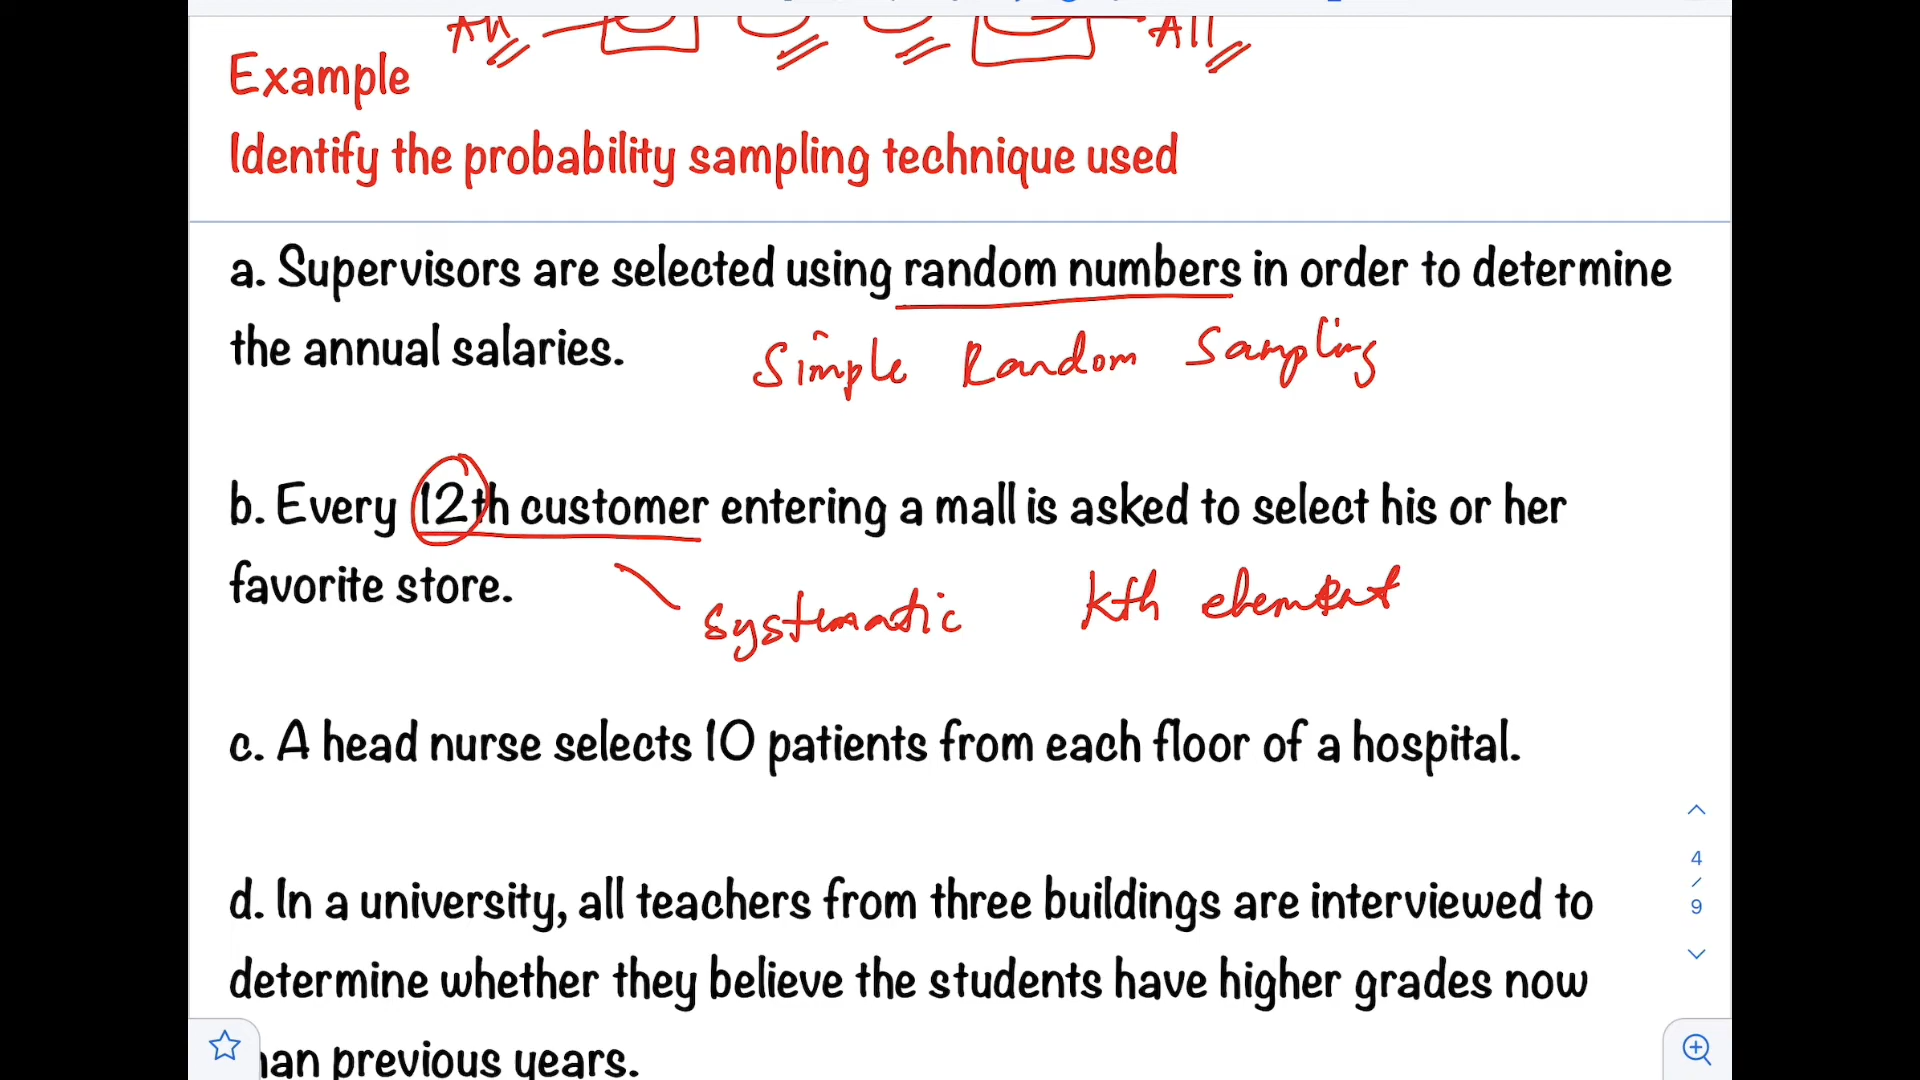 All
All
Example
Identify the probability sampling technique used
a. Supervisors are selected using random numbers in order to determine
the annual salaries.
Simple Random Sampling
b. Every 12th customer entering a mall is asked to select his or her
favorite store.
systematic kth element
c. A head nurse selects 10 patients from each floor of a hospital.
4
/
9
d. In a university, all teachers from three buildings are interviewed to
determine whether they believe the students have higher grades now
han previous years.